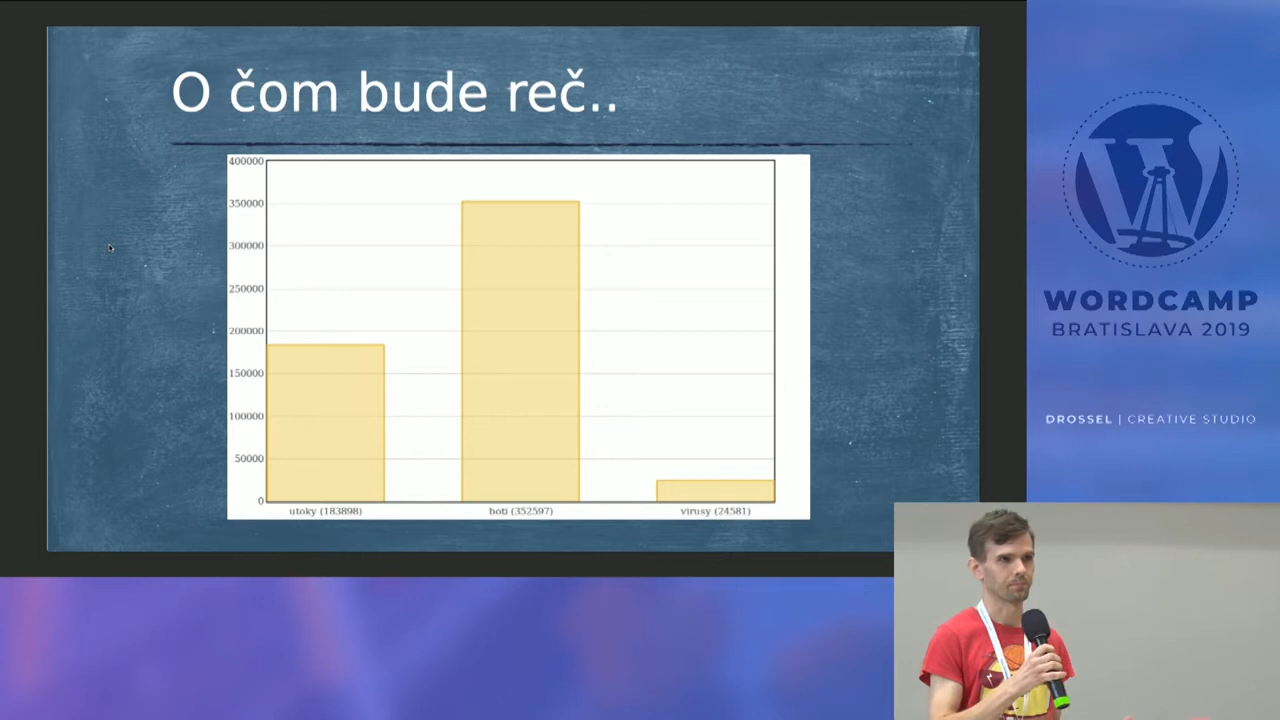 O čom bude reč..
400000
350000
300000
250000
200000
150000
100000
50000
0
utoky (183898)
boti (352597)
virusy (24581)
WORDCAMP
BRATISLAVA 2019
DROSSEL | CREATIVE STUDIO